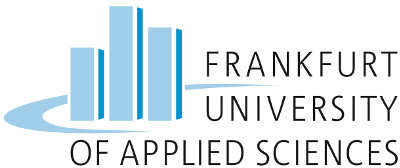 FRANKFURT
UNIVERSITY
OF APPLIED SCIENCES